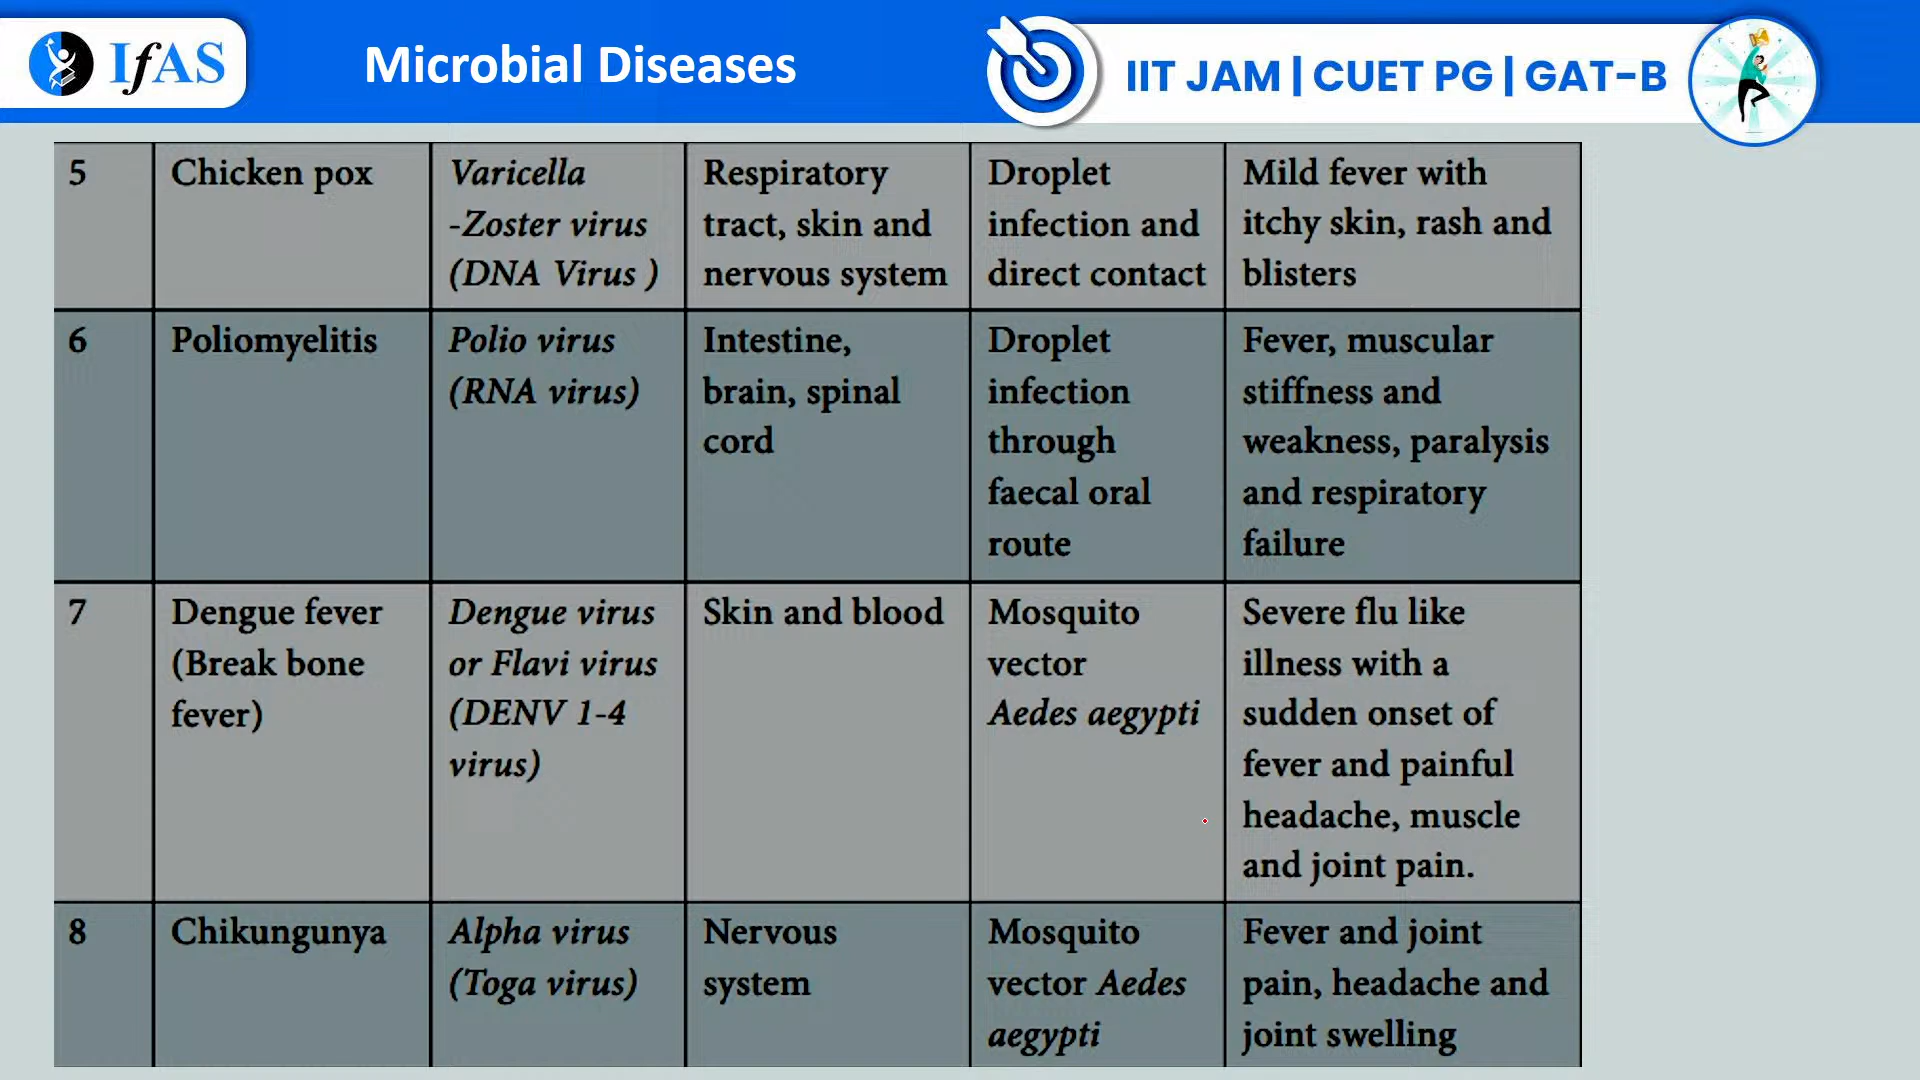 IfAS
Microbial Diseases
IIT JAM | CUET PG | GAT-B
5
Chicken pox
Varicella
-Zoster virus
(DNA Virus )
Respiratory
tract, skin and
nervous system
Droplet
infection and
direct contact
Mild fever with
itchy skin, rash and
blisters
6
Poliomyelitis
Polio virus
(RNA virus)
Intestine,
brain, spinal
cord
Droplet
infection
through
faecal oral
route
Fever, muscular
stiffness and
weakness, paralysis
and respiratory
failure
7
Dengue fever
(Break bone
fever)
Dengue virus
or Flavi virus
(DENV 1-4
virus)
Skin and blood
Mosquito
vector
Aedes aegypti
Severe flu like
illness with a
sudden onset of
fever and painful
headache, muscle
and joint pain.
8
Chikungunya
Alpha virus
(Toga virus)
Nervous
system
Mosquito
vector Aedes
aegypti
Fever and joint
pain, headache and
joint swelling